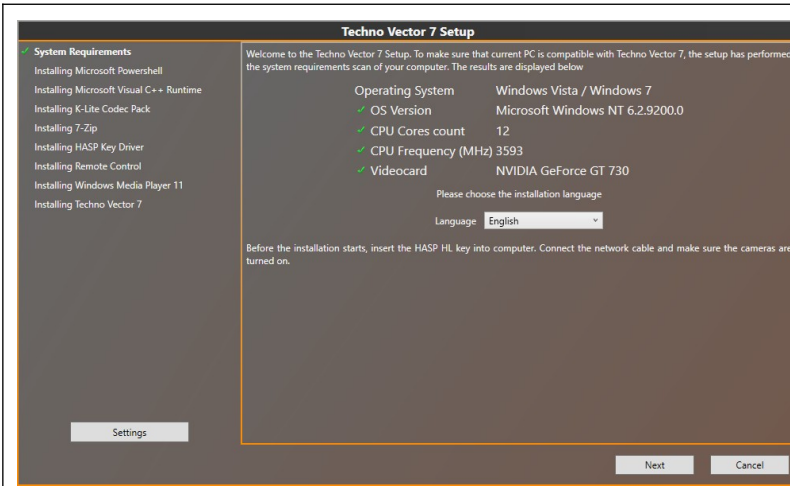 Techno Vector 7 Setup
System Requirements
Installing Microsoft Powershell
Installing Microsoft Visual C++ Runtime
Installing K-Lite Codec Pack
Installing 7-Zip
Installing HASP Key Driver
Installing Remote Control
Installing Windows Media Player 11
Installing Techno Vector 7
Settings
Welcome to the Techno Vector 7 Setup. To make sure that current PC is compatible with Techno Vector 7, the setup has performed
the system requirements scan of your computer. The results are displayed below
Operating System Windows Vista / Windows 7
OS Version Microsoft Windows NT 6.2.9200.0
CPU Cores count 12
CPU Frequency (MHz) 3593
Videocard NVIDIA GeForce GT 730
Please choose the installation language
Language English
Before the installation starts, insert the HASP HL key into computer. Connect the network cable and make sure the cameras are
turned on.
Next Cancel